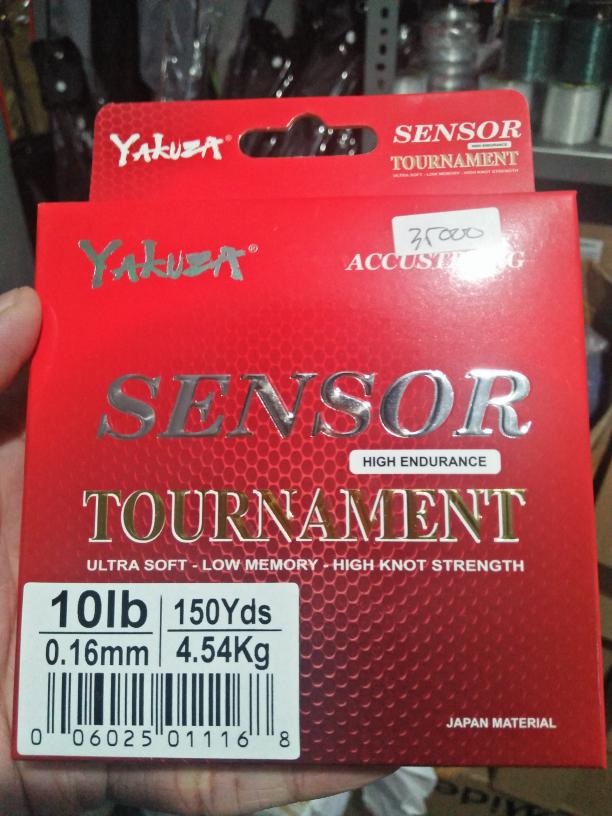 YAKUZA®
SENSOR
HIGH ENDURANCE
TOURNAMENT
ULTRA SOFT - LOW MEMORY - HIGH KNOT STRENGTH
35000
YAKUZA®
SENSOR
HIGH ENDURANCE
TOURNAMENT
ULTRA SOFT - LOW MEMORY - HIGH KNOT STRENGTH
10lb 150Yds
0.16mm 4.54Kg
0 06025 01116 8
JAPAN MATERIAL